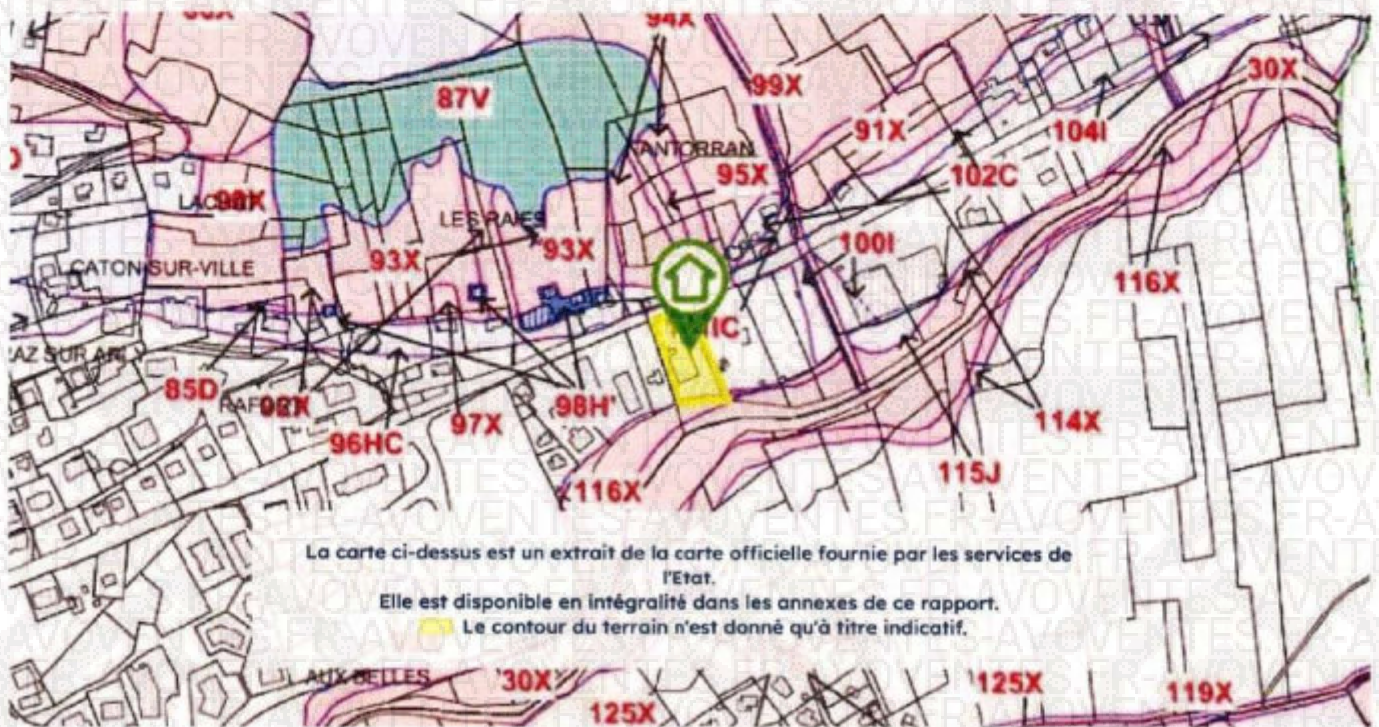 94X
87V
99X
30X
91X
104I
ANTORRAN
95X
102C
LES RAIES
93X
93X
100I
CATON SUR-VILLE
116X
AZ SUR ARLY
85D
98H'
97X
96HC
114X
115J
116X
La carte ci-dessus est un extrait de la carte officielle fournie par les services de
l'Etat.
Elle est disponible en intégralité dans les annexes de ce rapport.
Le contour du terrain n'est donné qu'à titre indicatif.
AUX BELLES
'30X
125X
125X
119X